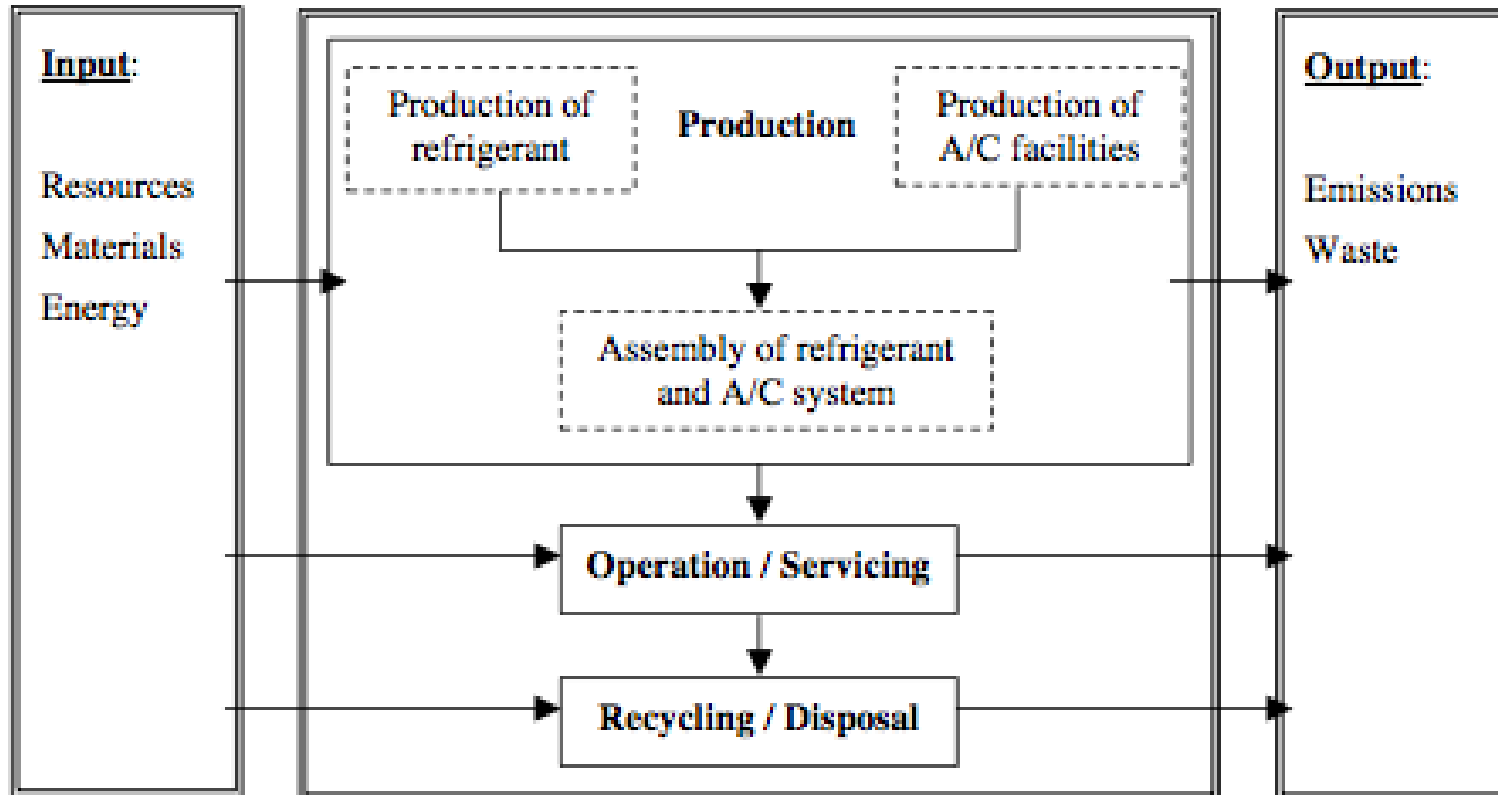 Input:
Resources
Materials
Energy
Production of
refrigerant
Production
Production of
A/C facilities
Assembly of refrigerant
and A/C system
Operation / Servicing
Recycling / Disposal
Output:
Emissions
Waste